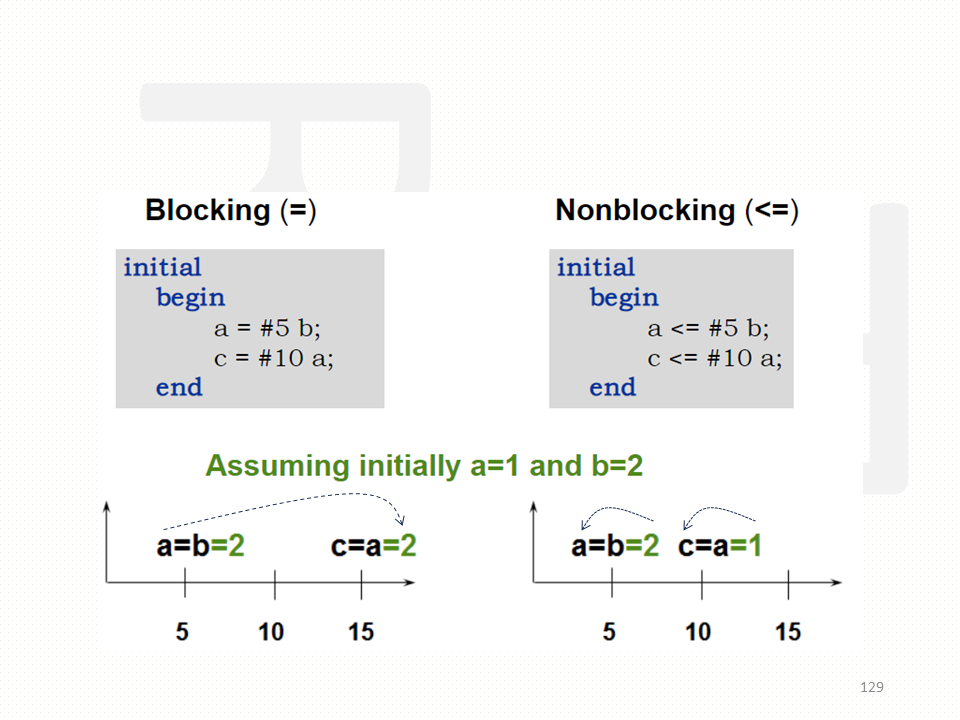 Blocking (=)
initial
begin
a = #5 b;
c = #10 a;
end
Nonblocking (<=)
initial
begin
a <= #5 b;
c <= #10 a;
end
Assuming initially a=1 and b=2
a=b=2 c=a=2
5 10 15
a=b=2 c=a=1
5 10 15
129